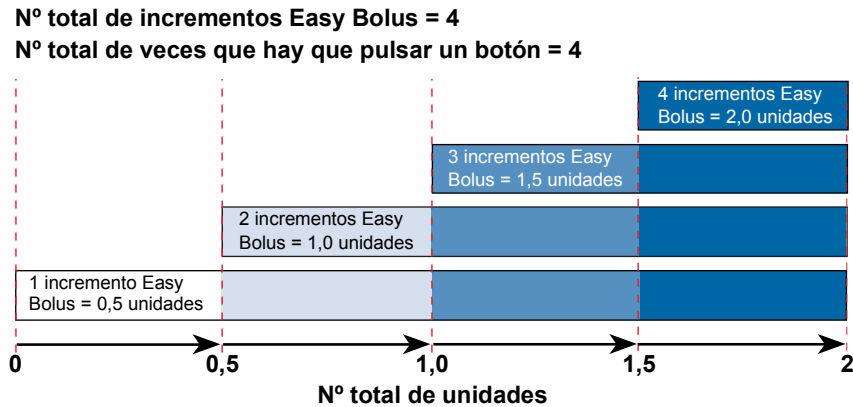 Nº total de incrementos Easy Bolus = 4
Nº total de veces que hay que pulsar un botón = 4
4 incrementos Easy
Bolus = 2,0 unidades
3 incrementos Easy
Bolus = 1,5 unidades
2 incrementos Easy
Bolus = 1,0 unidades
1 incremento Easy
Bolus = 0,5 unidades
0 0,5 1,0 1,5 2
Nº total de unidades